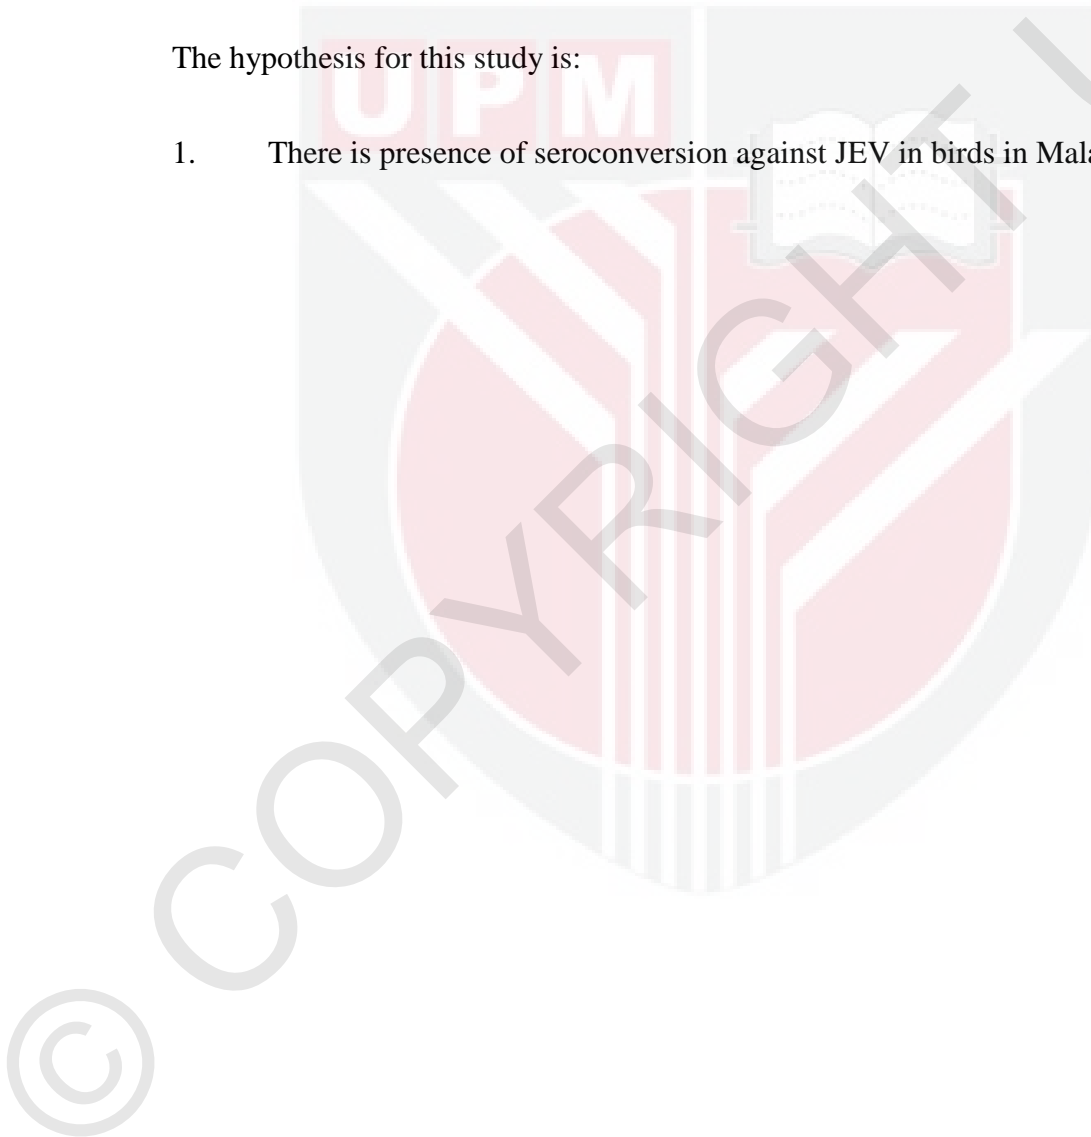 The hypothesis for this study is:
UPM
1. There is presence of seroconversion against JEV in birds in
© COPYRIGHT